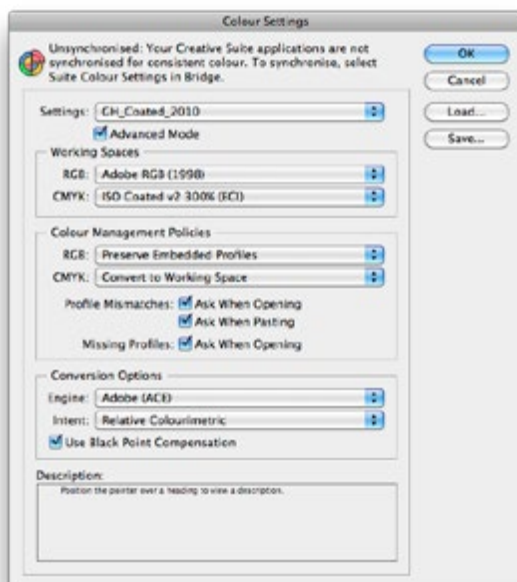 Colour Settings
Unsynchronised: Your Creative Suite applications are not
synchronised for consistent colour. To synchronise, select
Suite Colour Settings in Bridge.
OK
Cancel
Load...
Save...
Settings: CH_Coated_2010
Advanced Mode
Working Spaces
RGB: Adobe RGB (1998)
CMYK: ISO Coated v2 300% (ECI)
Colour Management Policies
RGB: Preserve Embedded Profiles
CMYK: Convert to Working Space
Profile Mismatches: Ask When Opening
Ask When Pasting
Missing Profiles: Ask When Opening
Conversion Options
Engine: Adobe (ACE)
Intent: Relative Colourimetric
Use Black Point Compensation
Description:
Position the pointer over a heading to view a description.